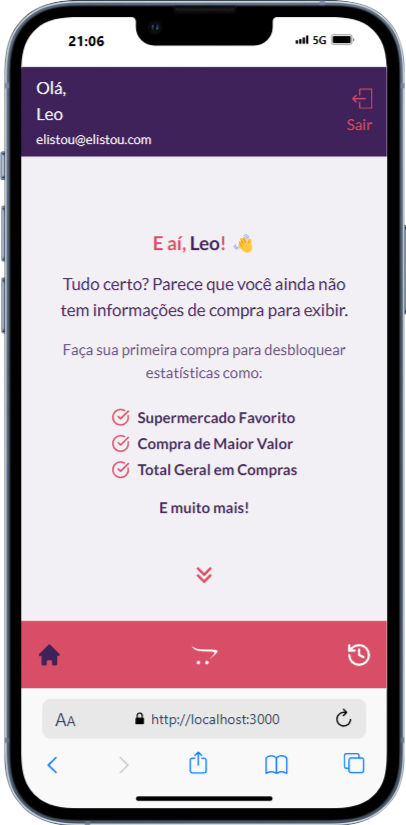 21:06
5G
Olá,
Leo
elistou@elistou.com
Sair
E aí, Leo! 👋
Tudo certo? Parece que você ainda não
tem informações de compra para exibir.
Faça sua primeira compra para desbloquear
estatísticas como:
Supermercado Favorito
Compra de Maior Valor
Total Geral em Compras
E muito mais!
AA
http://localhost:3000